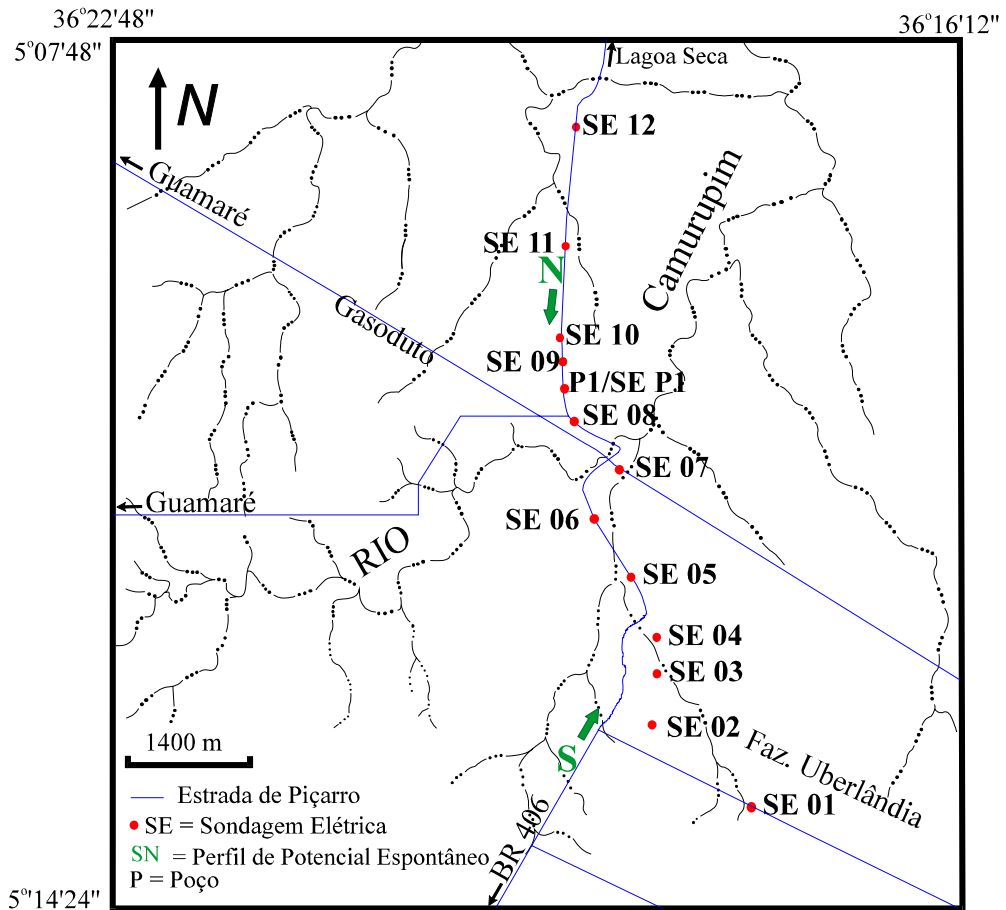 36°22'48"
36°16'12"
5°07'48"
Lagoa Seca
N
SE 12
Guamaré
Camurupim
SE 11
N
Gasoduto
SE 10
SE 09
P1/SE P1
SE 08
SE 07
Guamaré
SE 06
RIO
SE 05
SE 04
SE 03
SE 02
Faz. Uberlândia
S
1400 m
SE 01
BR 406
Estrada de Piçarro
SE = Sondagem Elétrica
SN = Perfil de Potencial Espontâneo
P = Poço
5°14'24"